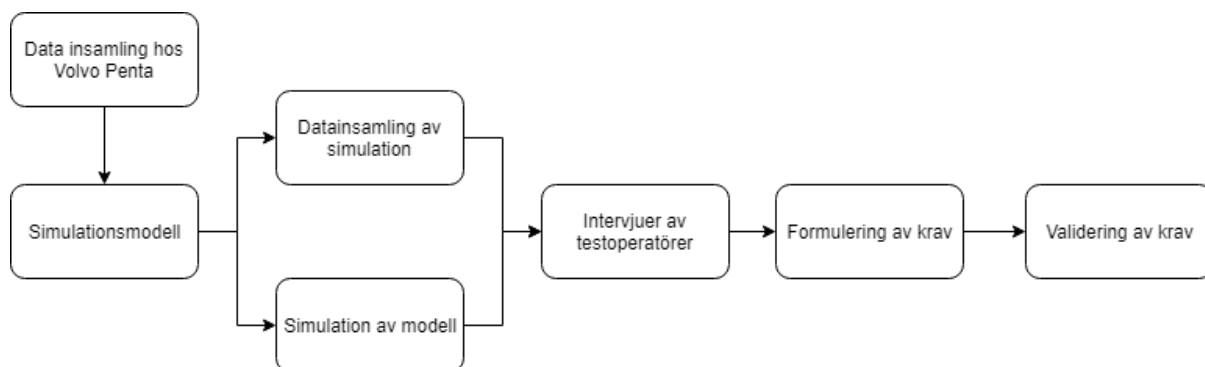 Data insamling hos
Volvo Penta
Datainsamling av
simulation
Simulationsmodell
Intervjuer av
testoperatörer
Formulering av krav
Validering av krav
Simulation av modell